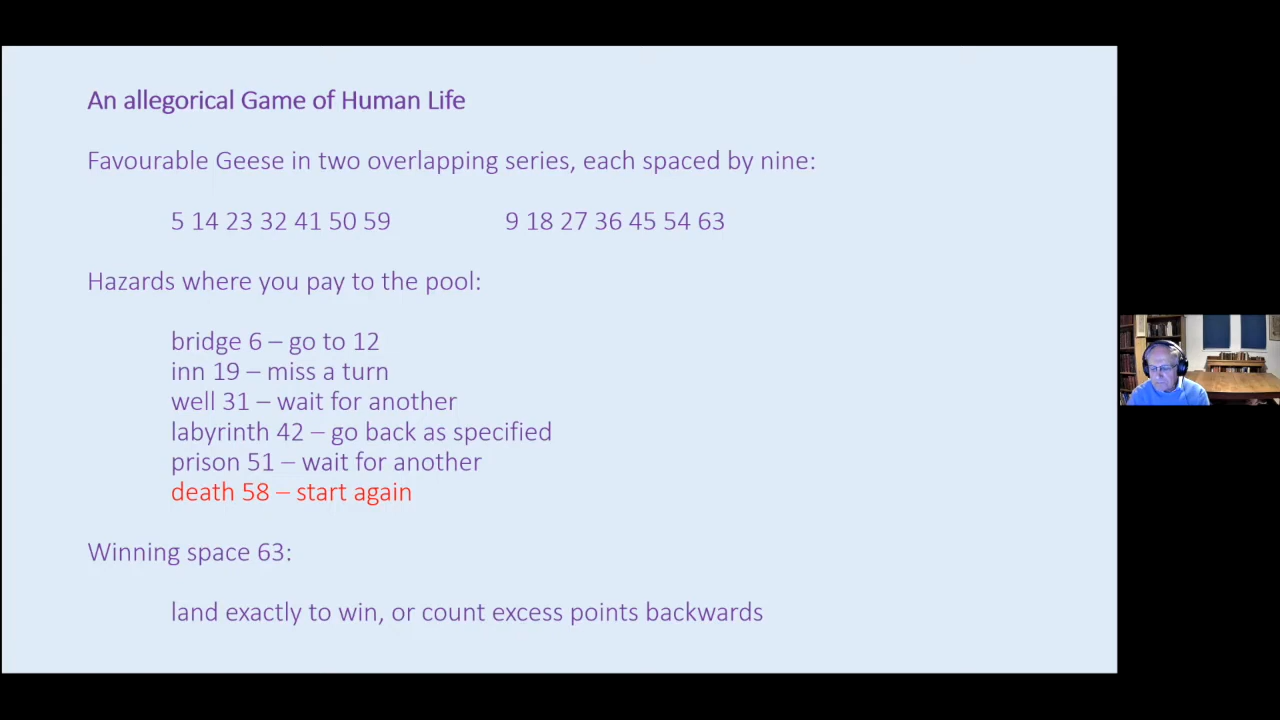 An allegorical Game of Human Life
Favourable Geese in two overlapping series, each spaced by nine:
5 14 23 32 41 50 59 9 18 27 36 45 54 63
Hazards where you pay to the pool:
bridge 6 – go to 12
inn 19 – miss a turn
well 31 – wait for another
labyrinth 42 – go back as specified
prison 51 – wait for another
death 58 – start again
Winning space 63:
land exactly to win, or count excess points backwards